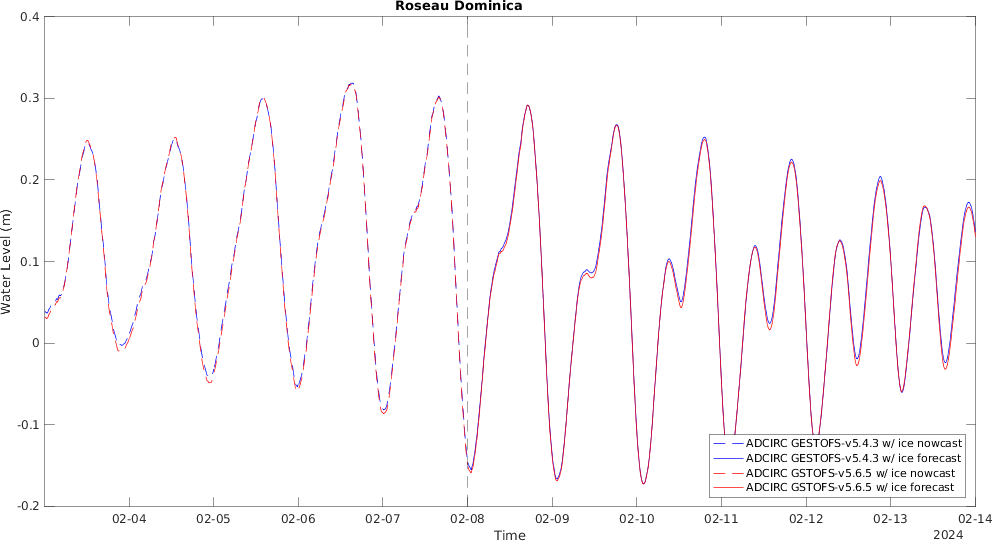 Roseau Dominica
0.4
0.3
0.2
0.1
0
-0.1
-0.2
Water Level (m)
02-04 02-05 02-06 02-07 02-08 02-09 02-10 02-11 02-12 02-13 02-14
Time
2024
ADCIRC GESTOFS-v5.4.3 w/ ice nowcast
ADCIRC GESTOFS-v5.4.3 w/ ice forecast
ADCIRC GSTOFS-v5.6.5 w/ ice nowcast
ADCIRC GSTOFS-v5.6.5 w/ ice forecast